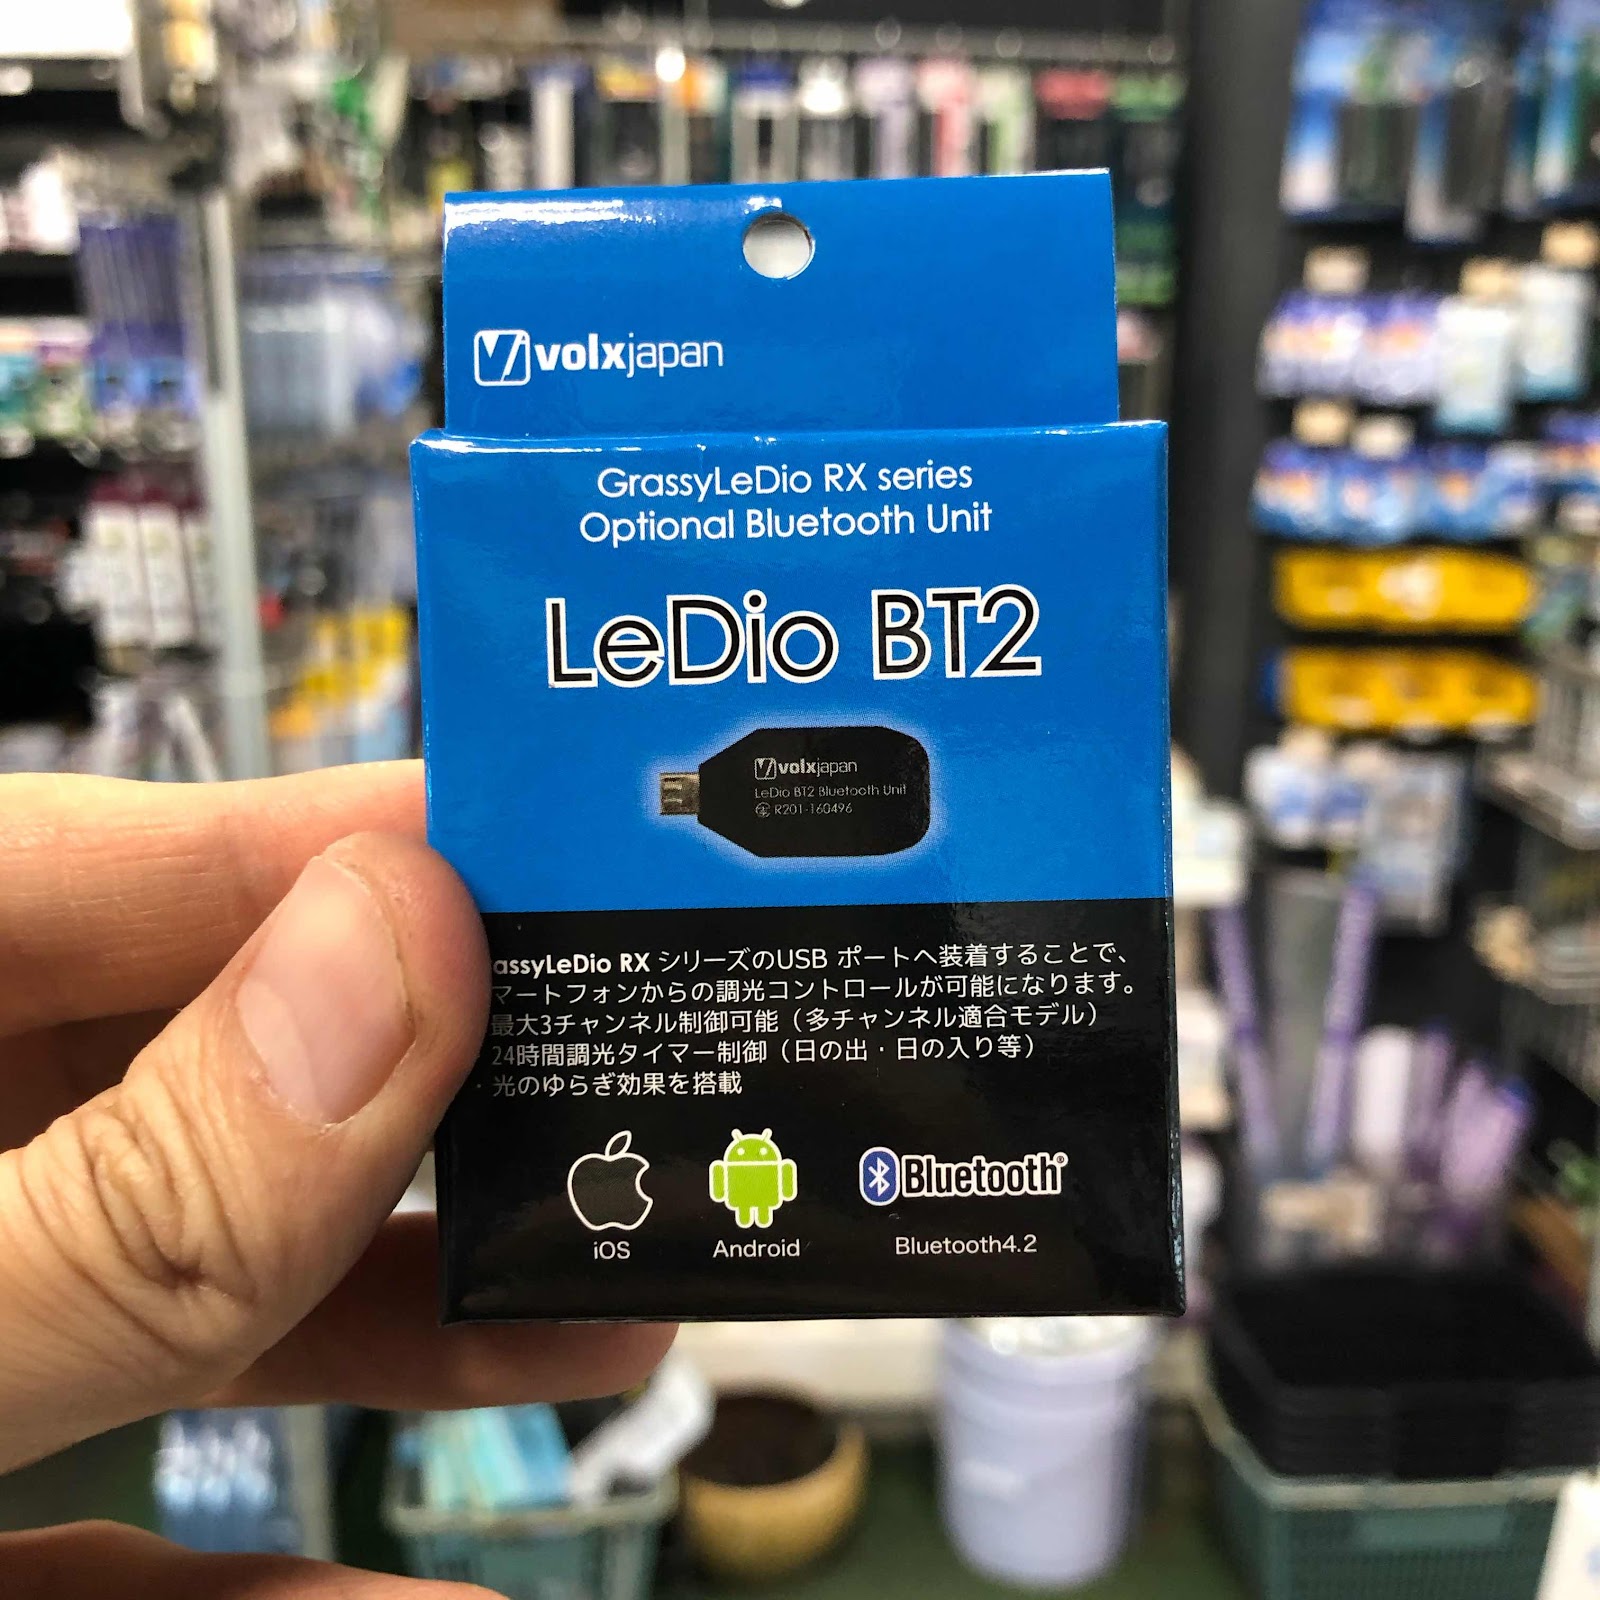 volxjapan
GrassyLeDio RX series
Optional Bluetooth Unit
LeDio BT2
volxjapan
LeDio BT2 Bluetooth Unit
R201-160496
assyLeDio RX シリーズのUSB ポートへ装着することで、
マートフォンからの調光コントロールが可能になります。
最大3チャンネル制御可能（多チャンネル適合モデル）
24時間調光タイマー制御（日の出・日の入り等）
・光のゆらぎ効果を搭載
Bluetooth®
iOS
Android
Bluetooth4.2